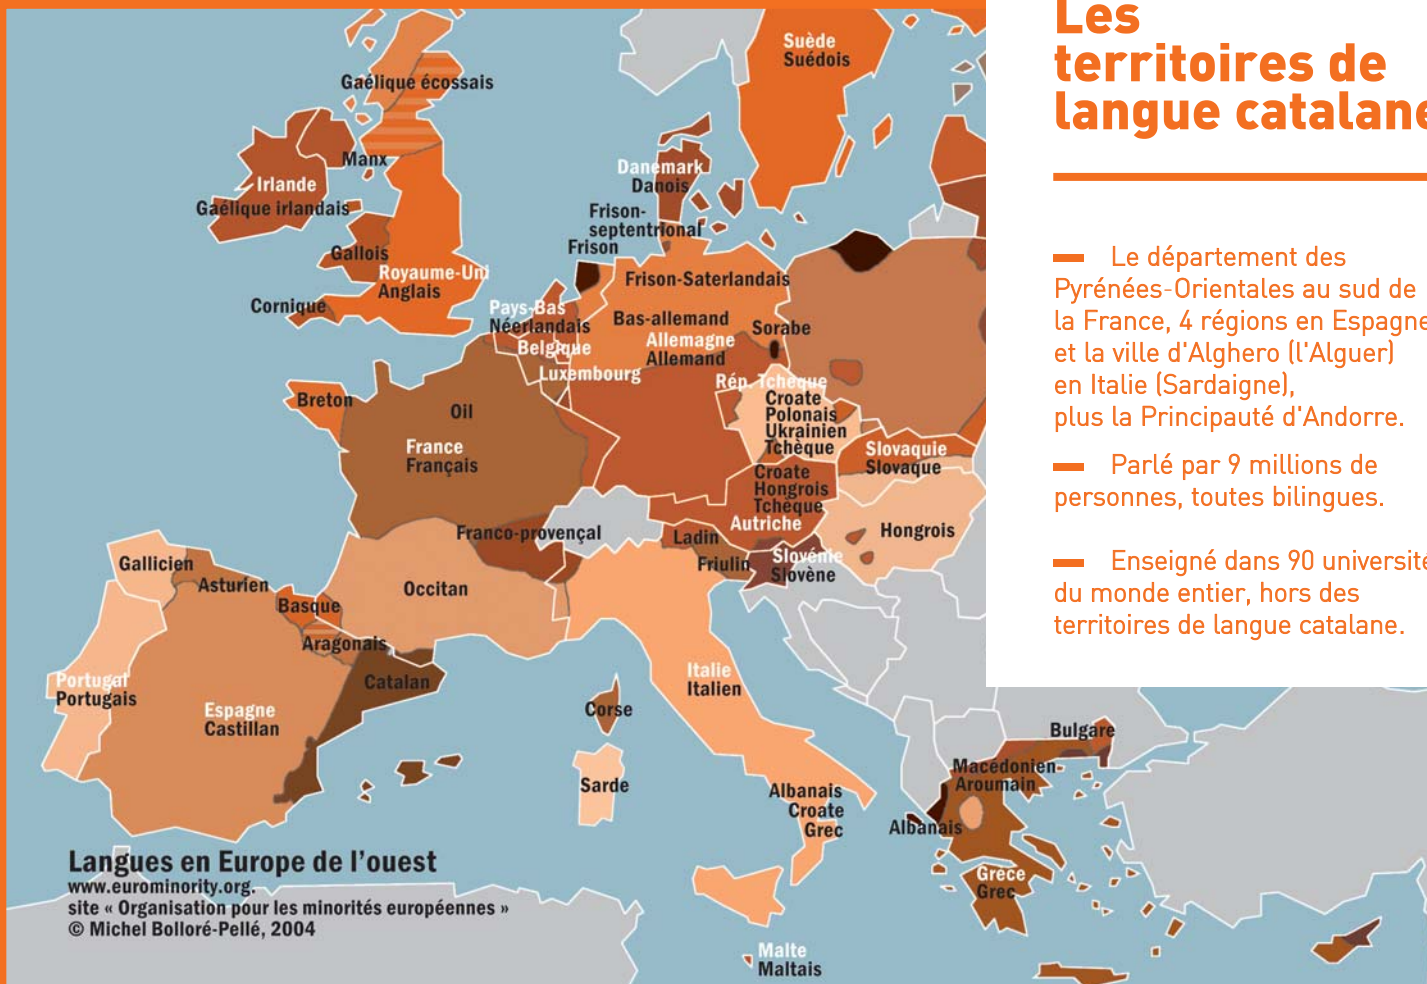 Les
territoires de
langue catalane
Le département des
Pyrénées-Orientales au sud de
la France, 4 régions en Espagne
et la ville d'Alghero (l'Alguer)
en Italie (Sardaigne),
plus la Principauté d'Andorre.
Parlé par 9 millions de
personnes, toutes bilingues.
Enseigné dans 90 université
du monde entier, hors des
territoires de langue catalane.
Suède
Suédois
Gaélique écossais
Manx
Irlande
Gaélique irlandais
Gallois
Royaume-Uni
Anglais
Cornique
Danemark
Danois
Frison-
septentrional
Frison
Frison-Saterlandais
Pays-Bas
Néerlandais
Bas-allemand
Sorabe
Allemagne
Allemand
Belgique
Luxembourg
Rép. Tchèque
Croate
Polonais
Ukrainien
Tchèque
Breton
Oil
France
Français
Slovaquie
Slovaque
Croate
Hongrois
Tchèque
Autriche
Franco-provençal
Ladin
Hongrois
Friulin
Slovénie
Slovène
Gallicien
Asturien
Occitan
Basque
Aragonais
Catalan
Portugal
Portugais
Espagne
Castillan
Italie
Italien
Corse
Sarde
Albanais
Croate
Grec
Bulgare
Macédonien-
Aroumain
Albanais
Grèce
Grec
Malte
Maltais
Langues en Europe de l’ouest
www.eurominority.org.
site « Organisation pour les minorités européennes »
© Michel Bolloré-Pellé, 2004